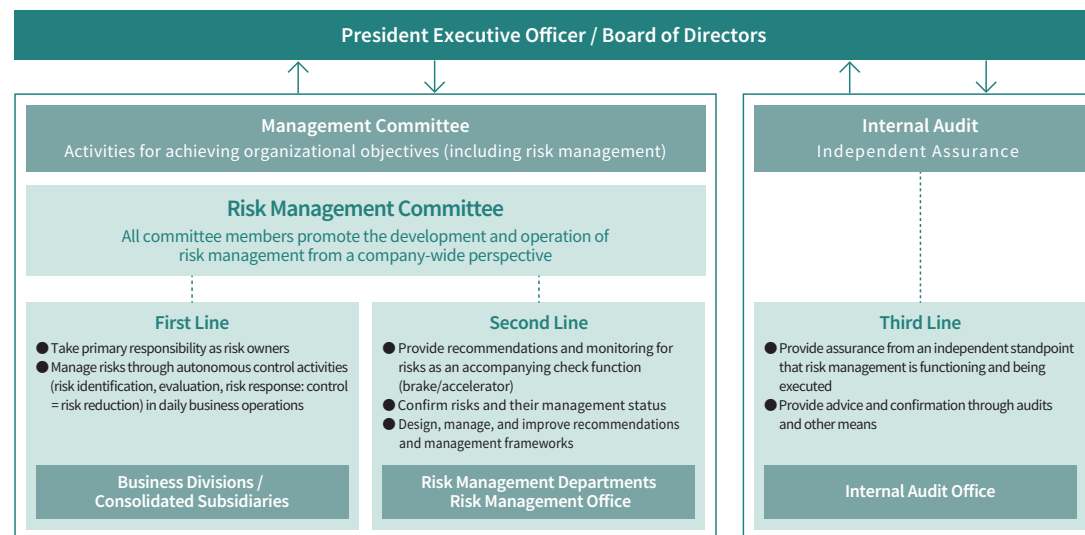 President Executive Officer / Board of Directors
Management Committee
Activities for achieving organizational objectives (including risk management)
Risk Management Committee
All committee members promote the development and operation of
risk management from a company-wide perspective
First Line
● Take primary responsibility as risk owners
● Manage risks through autonomous control activities
(risk identification, evaluation, risk response: control
= risk reduction) in daily business operations
Business Divisions /
Consolidated Subsidiaries
Second Line
● Provide recommendations and monitoring for
risks as an accompanying check function
(brake/accelerator)
● Confirm risks and their management status
● Design, manage, and improve recommendations
and management frameworks
Risk Management Departments
Risk Management Office
Internal Audit
Independent Assurance
Third Line
● Provide assurance from an independent standpoint
that risk management is functioning and being
executed
● Provide advice and confirmation through audits
and other means
Internal Audit Office